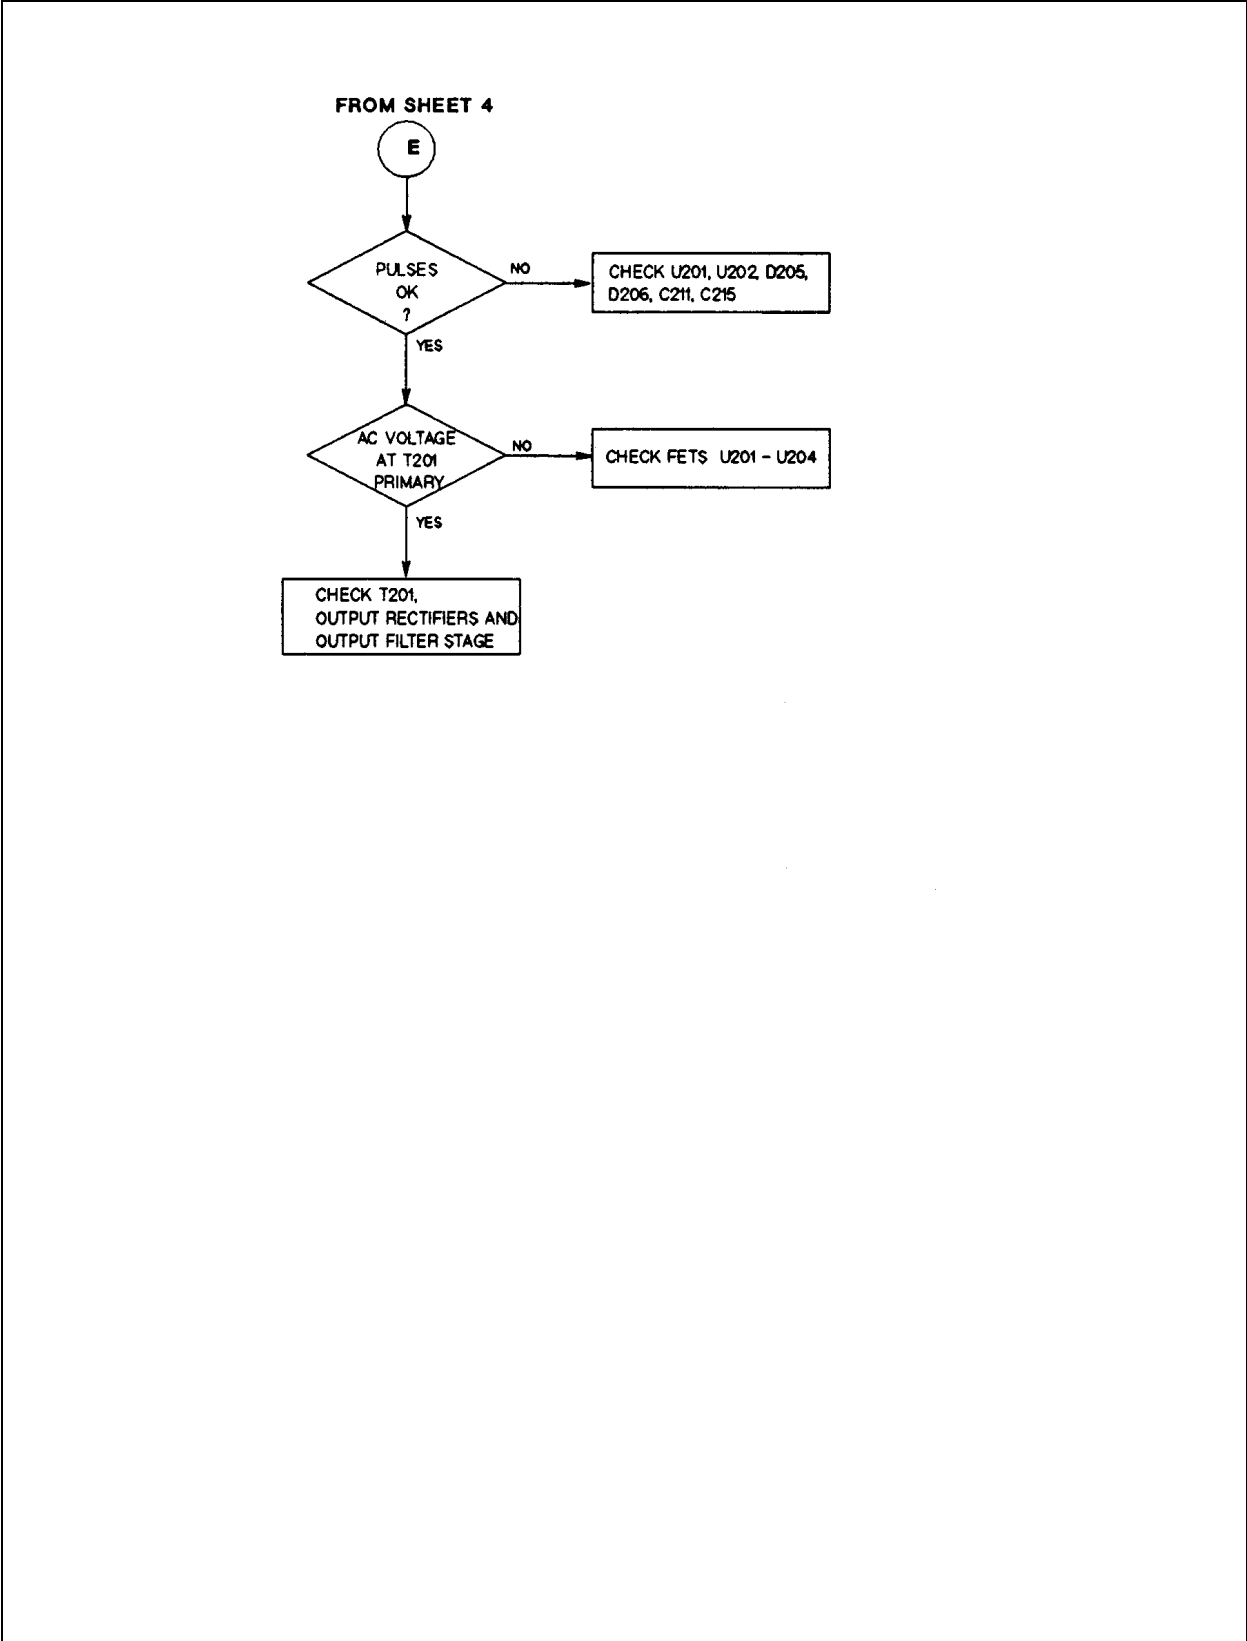 FROM SHEET 4
E
PULSES
OK
?
NO
CHECK U201, U202, D205,
D206, C211, C215
YES
AC VOLTAGE
AT T201
PRIMARY
NO
CHECK FETS U201 - U204
YES
CHECK T201,
OUTPUT RECTIFIERS AND
OUTPUT FILTER STAGE